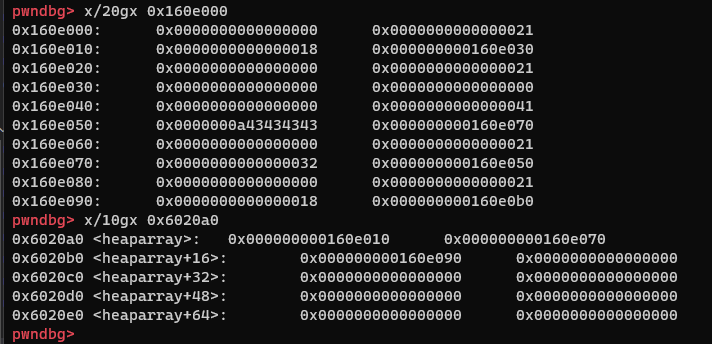 pwndbg> x/20gx 0x160e000
0x160e000: 0x0000000000000000 0x0000000000000021
0x160e010: 0x0000000000000018 0x000000000160e030
0x160e020: 0x0000000000000000 0x0000000000000021
0x160e030: 0x0000000000000000 0x0000000000000000
0x160e040: 0x0000000000000000 0x0000000000000041
0x160e050: 0x0000000a43434343 0x000000000160e070
0x160e060: 0x0000000000000000 0x0000000000000021
0x160e070: 0x0000000000000032 0x000000000160e050
0x160e080: 0x0000000000000000 0x0000000000000021
0x160e090: 0x0000000000000018 0x000000000160e0b0
pwndbg> x/10gx 0x6020a0
0x6020a0 <heaparray>: 0x000000000160e010 0x000000000160e070
0x6020b0 <heaparray+16>: 0x000000000160e090 0x0000000000000000
0x6020c0 <heaparray+32>: 0x0000000000000000 0x0000000000000000
0x6020d0 <heaparray+48>: 0x0000000000000000 0x0000000000000000
0x6020e0 <heaparray+64>: 0x0000000000000000 0x0000000000000000
pwndbg>